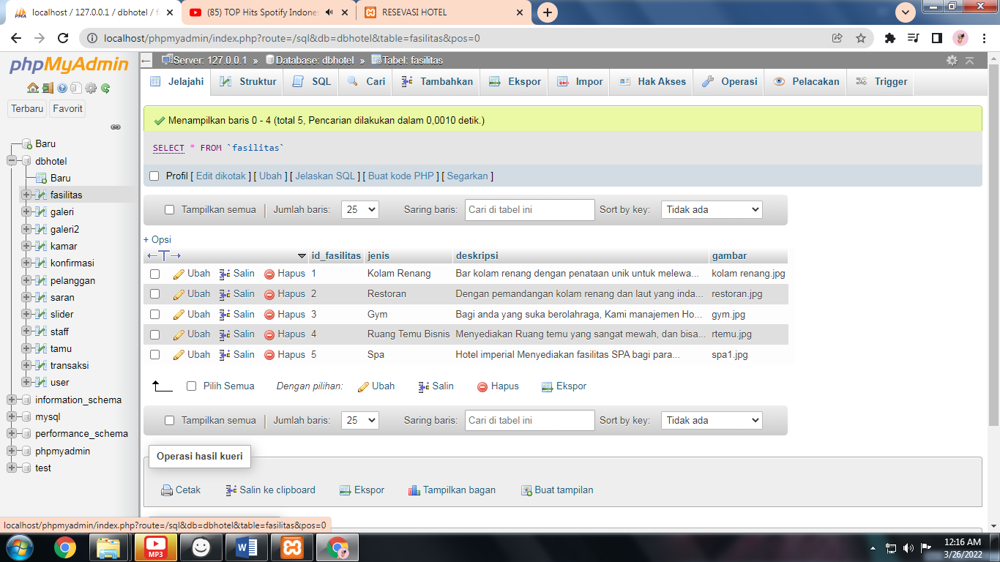 localhost / 127.0.0.1 / dbhotel / f
(85) TOP Hits Spotify Indones
RESEVASI HOTEL
localhost/phpmyadmin/index.php?route=/sql&db=dbhotel&table=fasilitas&pos=0
phpMyAdmin
Terbaru Favorit
Baru
dbhotel
Baru
fasilitas
galeri
galeri2
kamar
konfirmasi
pelanggan
saran
slider
staff
tamu
transaksi
user
information_schema
mysql
performance_schema
phpmyadmin
test
Server: 127.0.0.1 » Database: dbhotel » Tabel: fasilitas
Jelajahi Struktur SQL Cari Tambahkan Ekspor Impor Hak Akses Operasi Pelacakan Trigger
Menampilkan baris 0 - 4 (total 5, Pencarian dilakukan dalam 0,0010 detik.)
SELECT * FROM `fasilitas`
Profil [ Edit dikotak ] [ Ubah ] [ Jelaskan SQL ] [ Buat kode PHP ] [ Segarkan ]
Tampilkan semua | Jumlah baris: 25 Saring baris: Cari di tabel ini Sort by key: Tidak ada
+ Opsi
id_fasilitas jenis deskripsi gambar
Ubah Salin Hapus 1 Kolam Renang Bar kolam renang dengan penataan unik untuk melewa... kolam renang.jpg
Ubah Salin Hapus 2 Restoran Dengan pemandangan kolam renang dan laut yang inda... restoran.jpg
Ubah Salin Hapus 3 Gym Bagi anda yang suka berolahraga, Kami manajemen Ho... gym.jpg
Ubah Salin Hapus 4 Ruang Temu Bisnis Menyediakan Ruang temu yang sangat mewah, dan bisa... rtemu.jpg
Ubah Salin Hapus 5 Spa Hotel imperial Menyediakan fasilitas SPA bagi para... spa1.jpg
Pilih Semua Dengan pilihan: Ubah Salin Hapus Ekspor
Tampilkan semua | Jumlah baris: 25 Saring baris: Cari di tabel ini Sort by key: Tidak ada
Operasi hasil kueri
Cetak Salin ke clipboard Ekspor Tampilkan bagan Buat tampilan
localhost/phpmyadmin/index.php?route=/sql&db=dbhotel&table=fasilitas&pos=0
MP3
12:16 AM
3/26/2022